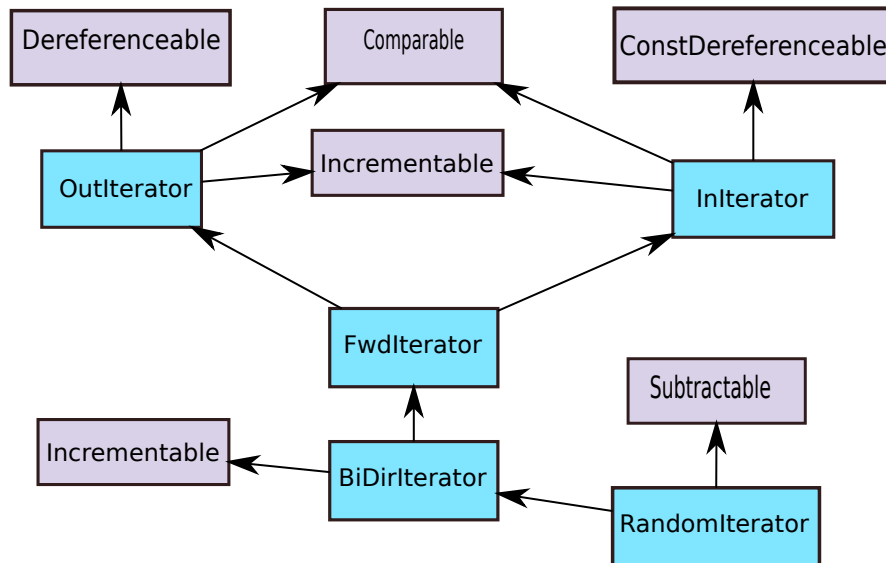 Dereferenceable
Comparable
ConstDereferenceable
Incrementable
OutIterator
InIterator
FwdIterator
Subtractable
Incrementable
BiDirIterator
RandomIterator